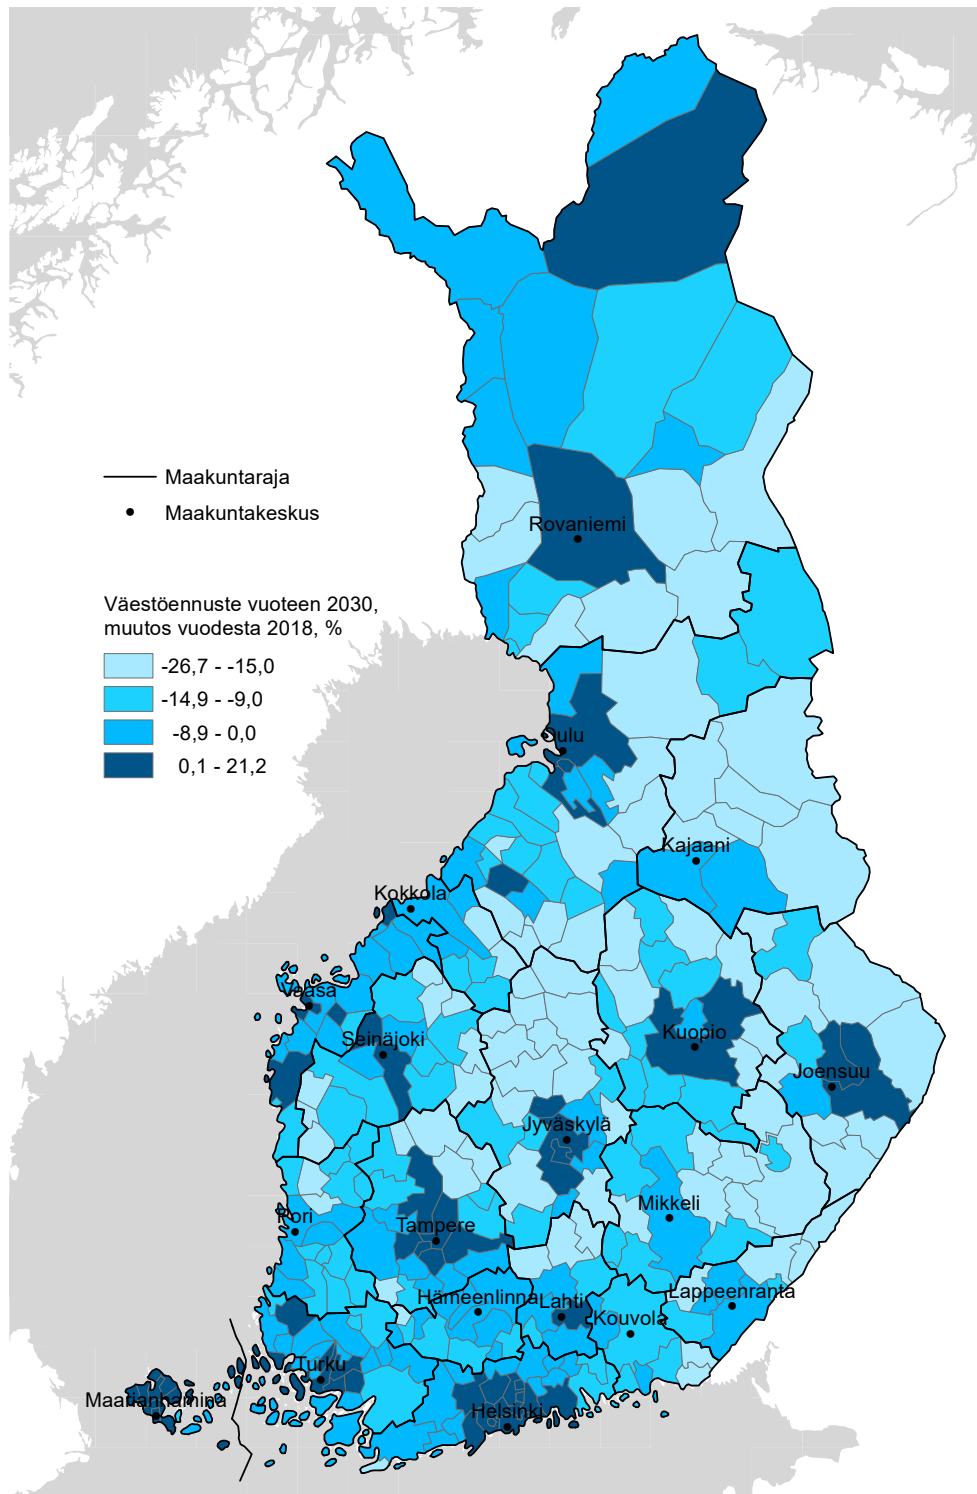 Maakuntaraja
Maakuntakeskus
Rovaniemi
Väestöennuste vuoteen 2030,
muutos vuodesta 2018, %
-26,7 - -15,0
-14,9 - -9,0
-8,9 - 0,0
0,1 - 21,2
Oulu
Kajaani
Kokkola
Vaasa
Seinäjoki
Kuopio
Joensuu
Jyväskylä
Mikkeli
Pori
Tampere
Lappeenranta
Hämeenlinna
Lahti
Kouvola
Turku
Maarianhamina
Helsinki